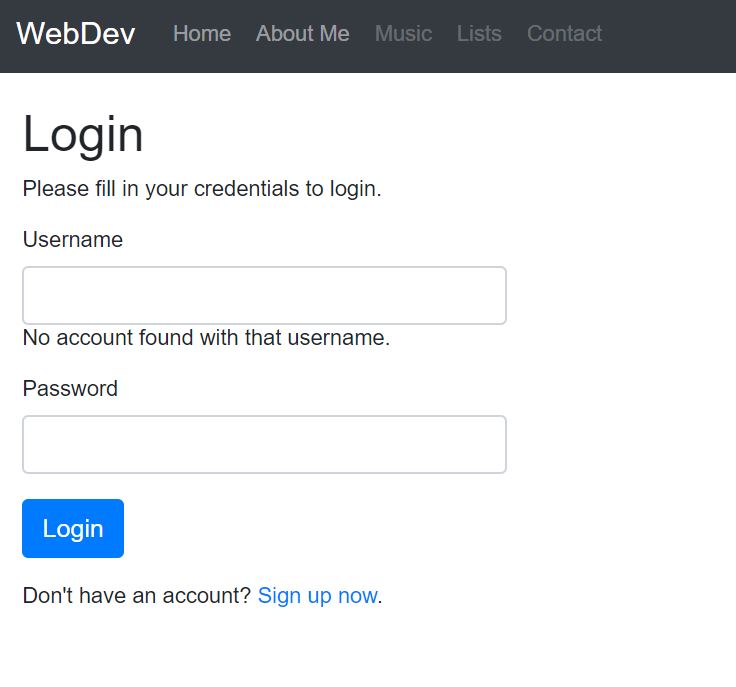 WebDev Home About Me Music Lists Contact
Login
Please fill in your credentials to login.
Username
No account found with that username.
Password
Login
Don't have an account? Sign up now.